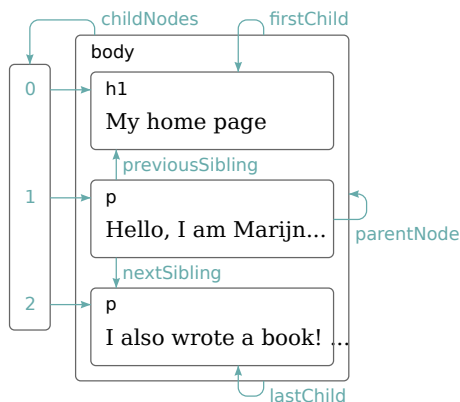 childNodes
firstChild
body
0
h1
My home page
previousSibling
1
p
Hello, I am Marijn...
parentNode
nextSibling
2
p
I also wrote a book! ...
lastChild